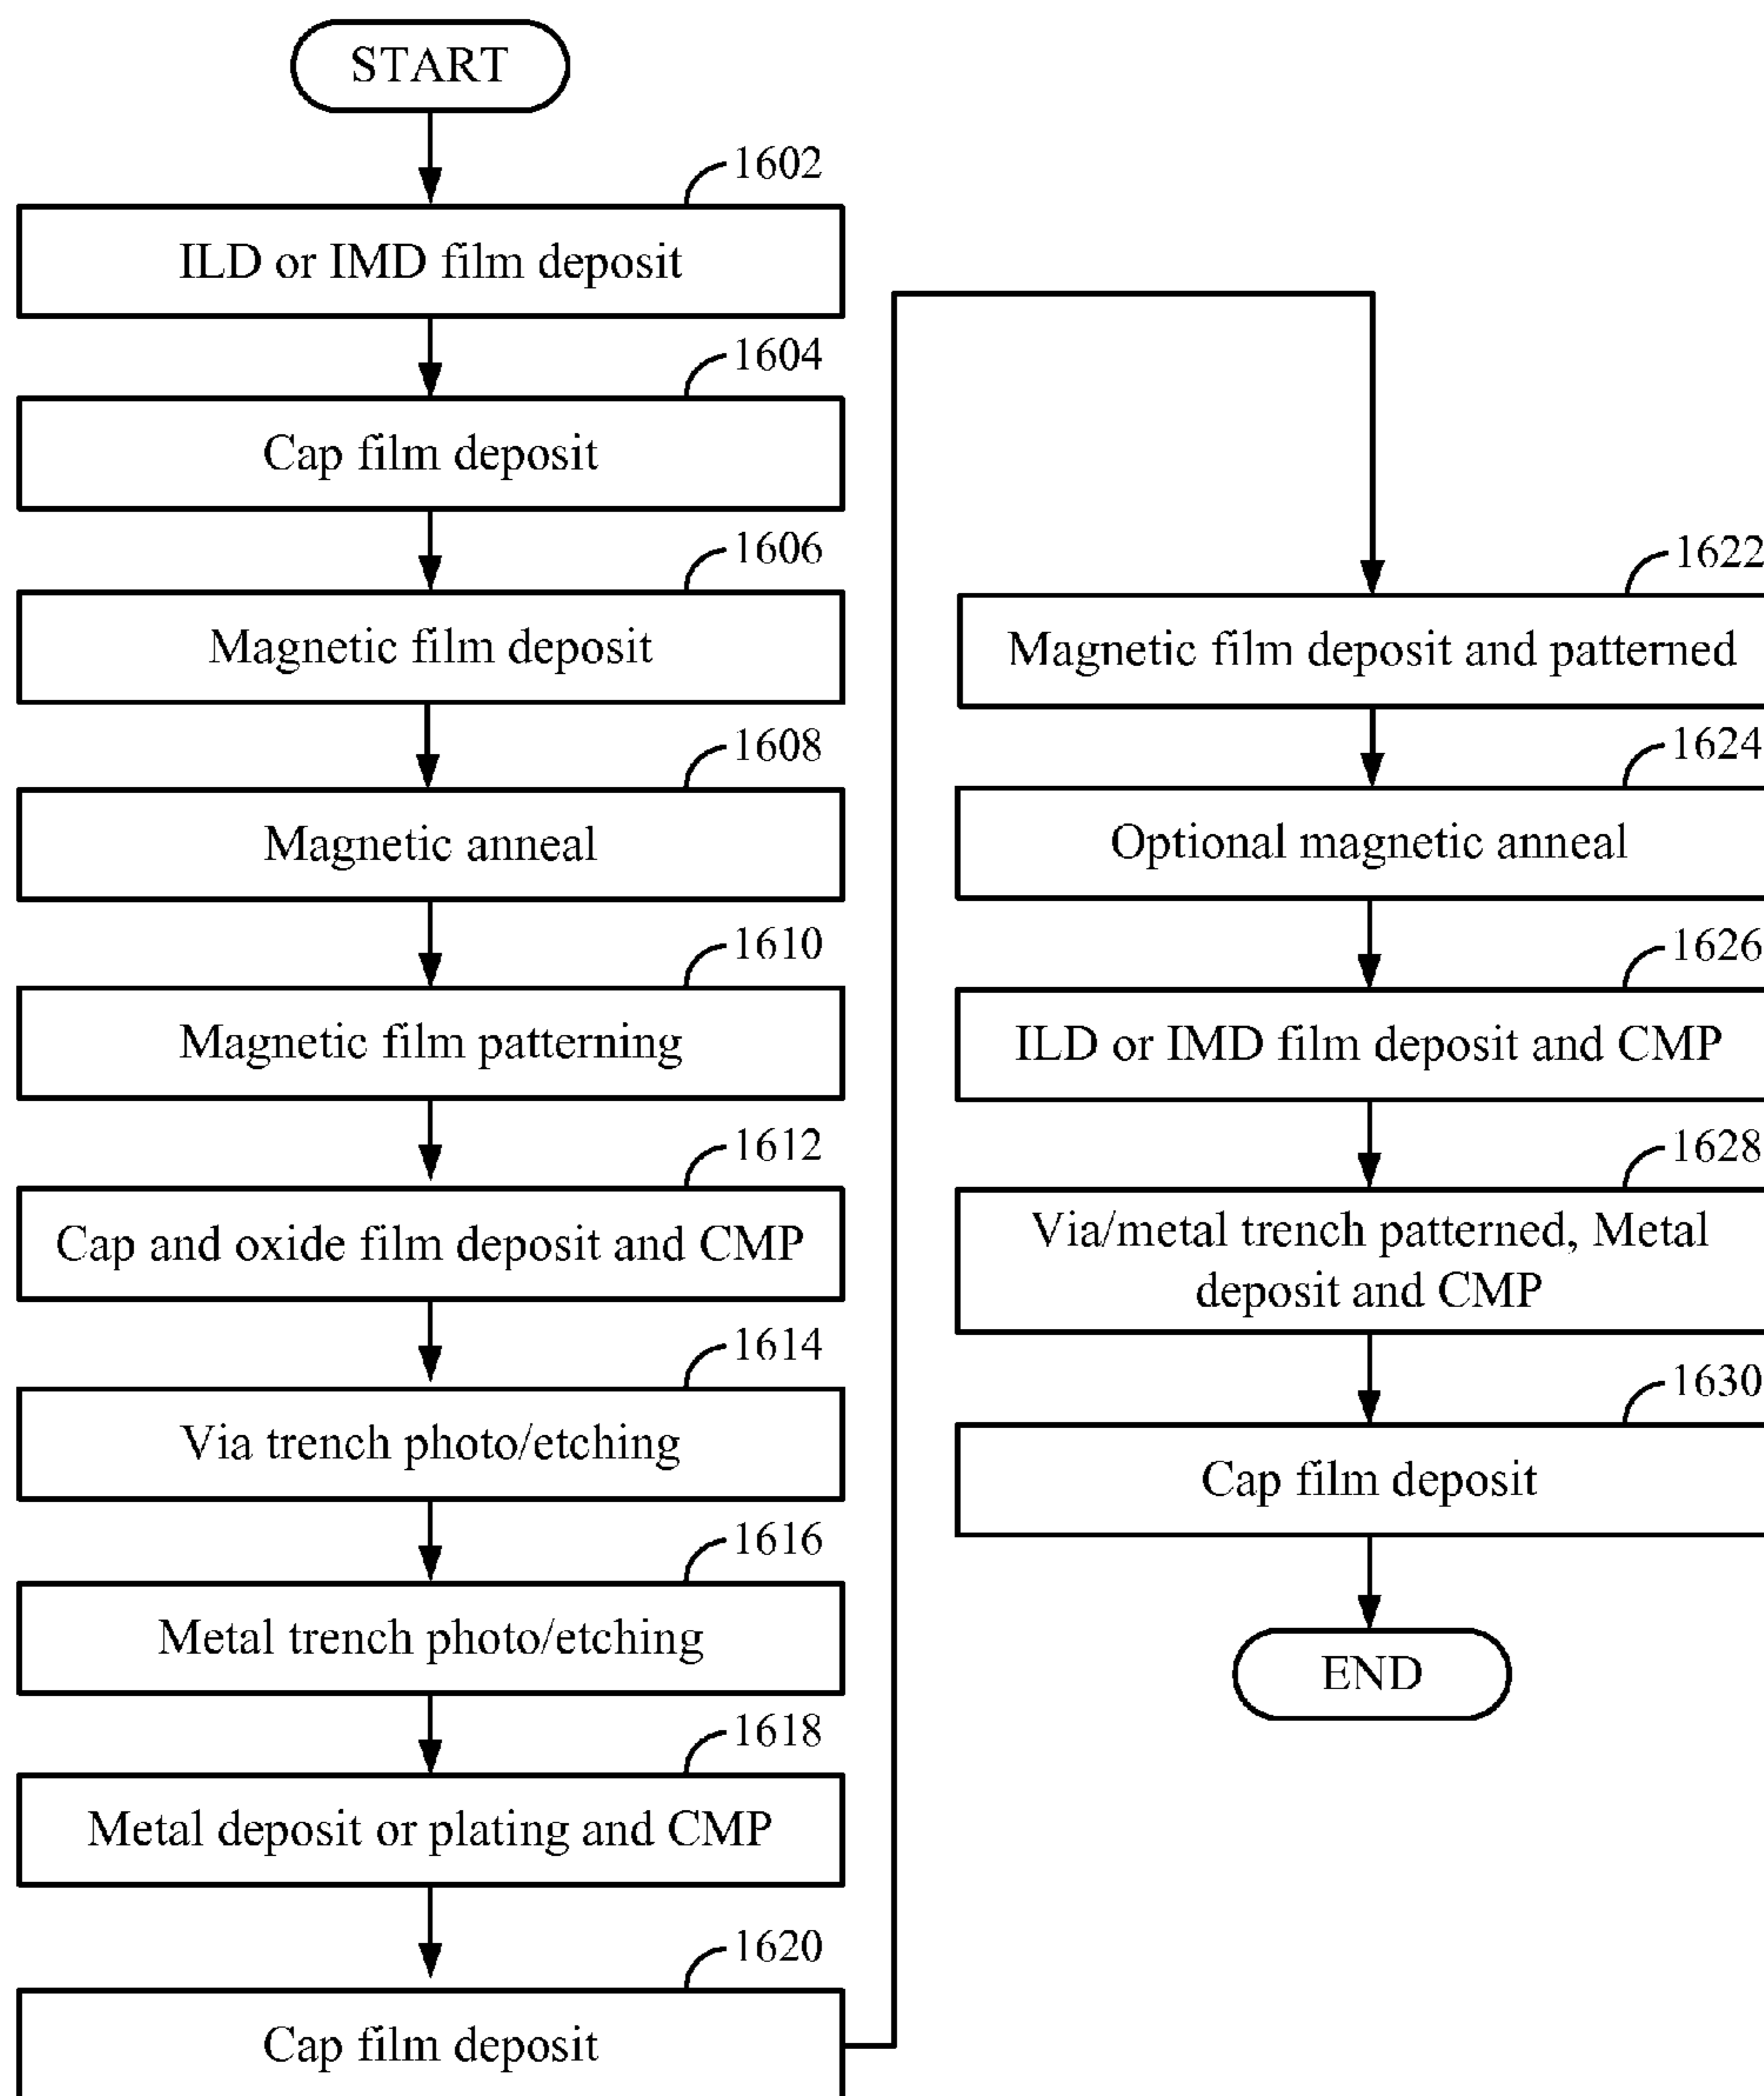 START
1602
ILD or IMD film deposit
1604
Cap film deposit
1606
Magnetic film deposit
1608
Magnetic anneal
1610
Magnetic film patterning
1612
Cap and oxide film deposit and CMP
1614
Via trench photo/etching
1616
Metal trench photo/etching
1618
Metal deposit or plating and CMP
1620
Cap film deposit
1622
Magnetic film deposit and patterned
1624
Optional magnetic anneal
1626
ILD or IMD film deposit and CMP
1628
Via/metal trench patterned, Metal
deposit and CMP
1630
Cap film deposit
END